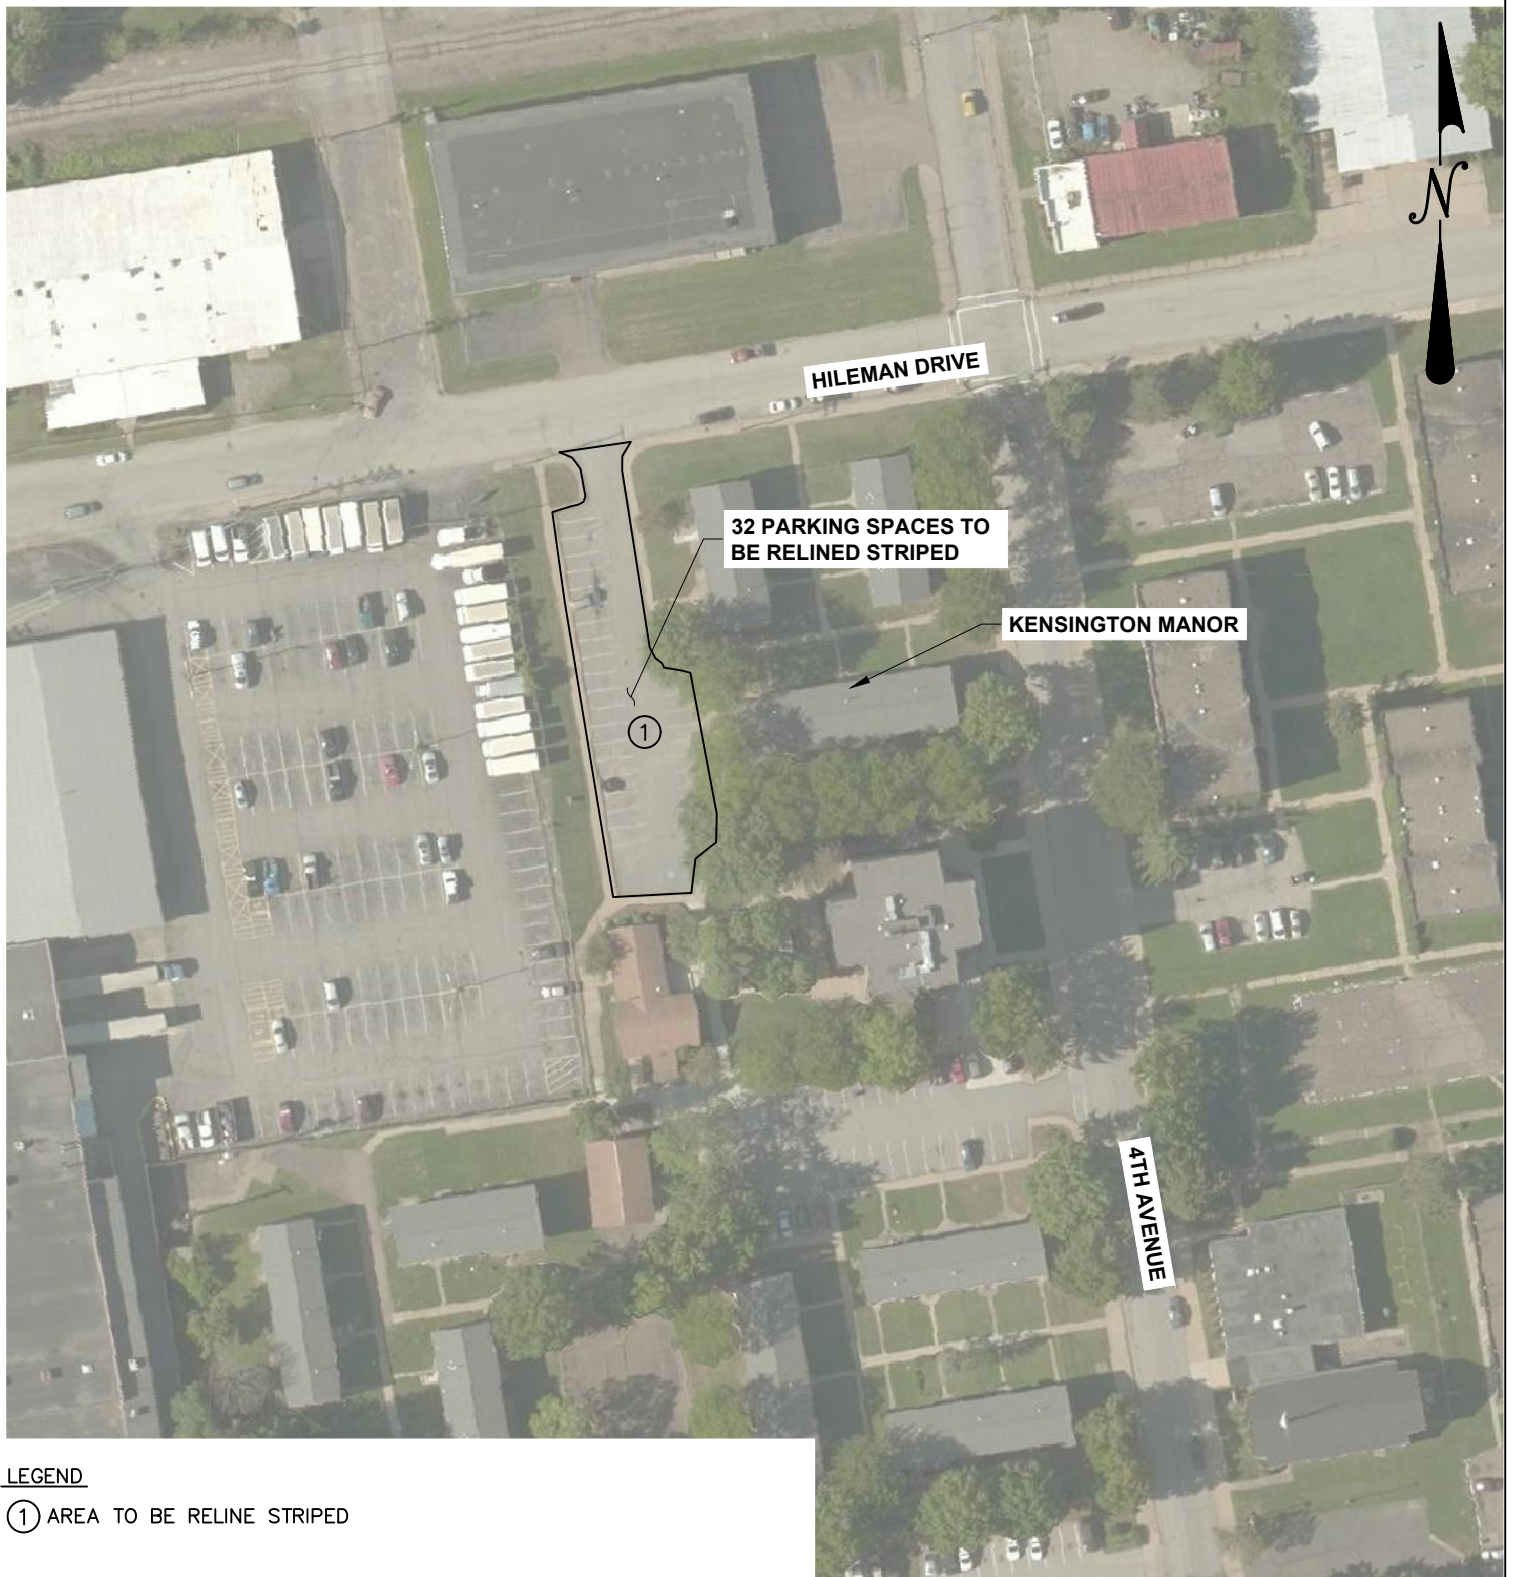 N
HILEMAN DRIVE
32 PARKING SPACES TO
BE RELINED STRIPED
KENSINGTON MANOR
1
4TH AVENUE
LEGEND
1 AREA TO BE RELINE STRIPED